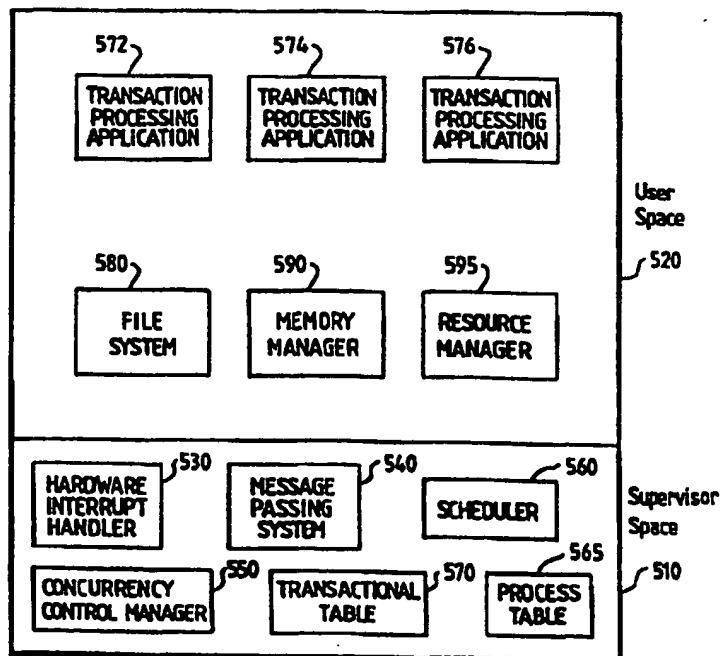 572
574
576
TRANSACTION
PROCESSING
APPLICATION
TRANSACTION
PROCESSING
APPLICATION
TRANSACTION
PROCESSING
APPLICATION
User
Space
520
580
590
595
FILE
SYSTEM
MEMORY
MANAGER
RESOURCE
MANAGER
530
540
560
HARDWARE
INTERRUPT
HANDLER
MESSAGE
PASSING
SYSTEM
SCHEDULER
Supervisor
Space
510
550
570
565
CONCURRENCY
CONTROL MANAGER
TRANSACTIONAL
TABLE
PROCESS
TABLE